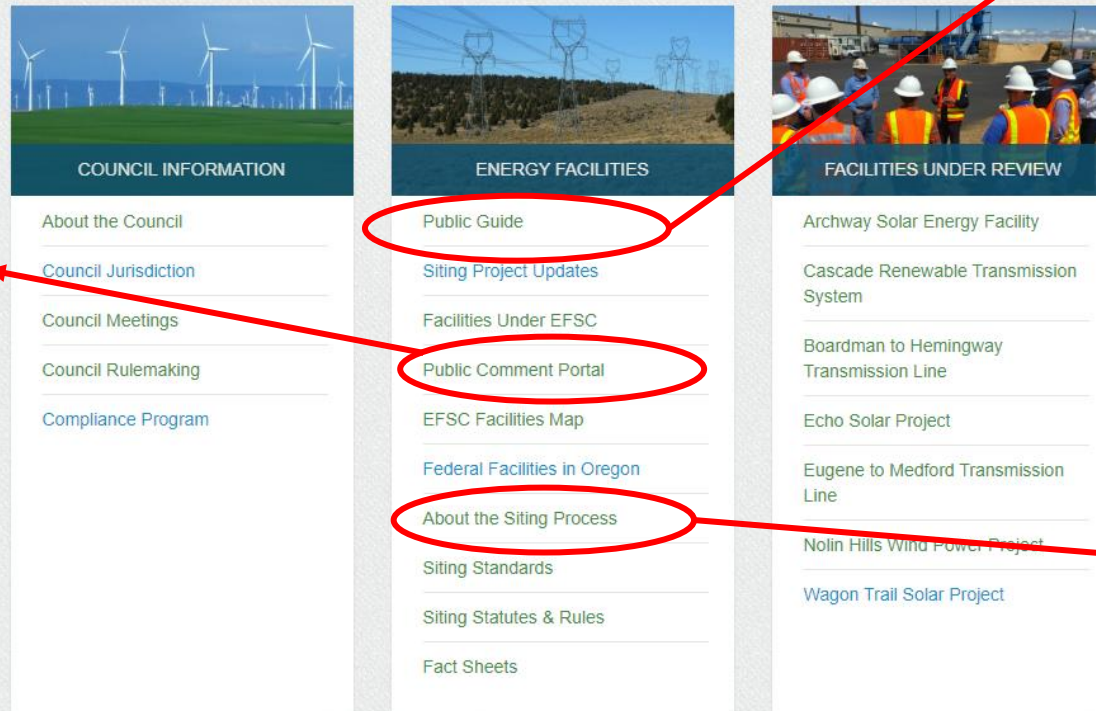 COUNCIL INFORMATION
About the Council
Council Jurisdiction
Council Meetings
Council Rulemaking
Compliance Program
ENERGY FACILITIES
Public Guide
Siting Project Updates
Facilities Under EFSC
Public Comment Portal
EFSC Facilities Map
Federal Facilities in Oregon
About the Siting Process
Siting Standards
Siting Statutes & Rules
Fact Sheets
FACILITIES UNDER REVIEW
Archway Solar Energy Facility
Cascade Renewable Transmission
System
Boardman to Hemingway
Transmission Line
Echo Solar Project
Eugene to Medford Transmission
Line
Nolin Hills Wind Power Project
Wagon Trail Solar Project